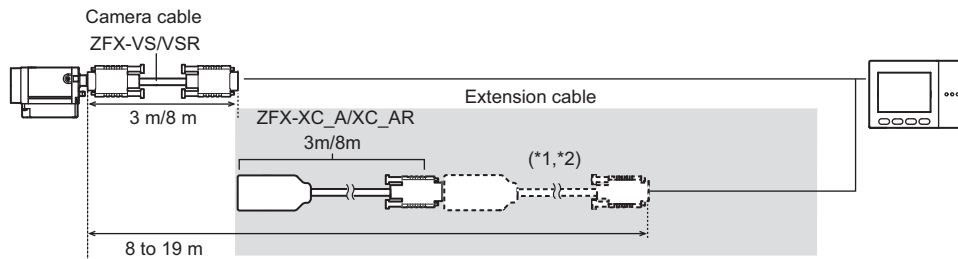 Camera cable
ZFX-VS/VSR
3 m/8 m
Extension cable
ZFX-XC_A/XC_AR
3m/8m
(*1,*2)
8 to 19 m